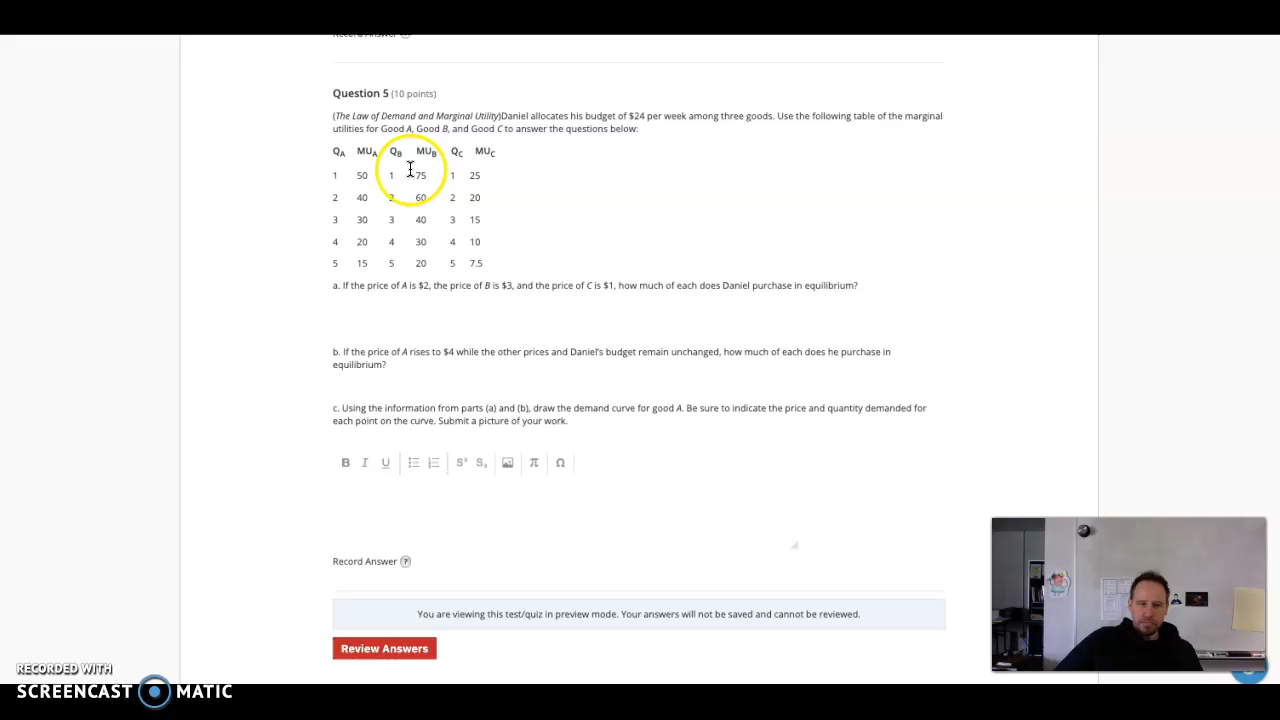 Record Answer ?
Question 5 (10 points)
(The Law of Demand and Marginal Utility)Daniel allocates his budget of $24 per week among three goods. Use the following table of the marginal
utilities for Good A, Good B, and Good C to answer the questions below:
QA MUA QB MUB QC MUC
1 50 1 75 1 25
2 40 2 60 2 20
3 30 3 40 3 15
4 20 4 30 4 10
5 15 5 20 5 7.5
a. If the price of A is $2, the price of B is $3, and the price of C is $1, how much of each does Daniel purchase in equilibrium?
b. If the price of A rises to $4 while the other prices and Daniel's budget remain unchanged, how much of each does he purchase in
equilibrium?
c. Using the information from parts (a) and (b), draw the demand curve for good A. Be sure to indicate the price and quantity demanded for
each point on the curve. Submit a picture of your work.
B I U S² S₂ π Ω
Record Answer ?
You are viewing this test/quiz in preview mode. Your answers will not be saved and cannot be reviewed.
Review Answers
RECORDED WITH
SCREENCAST MATIC